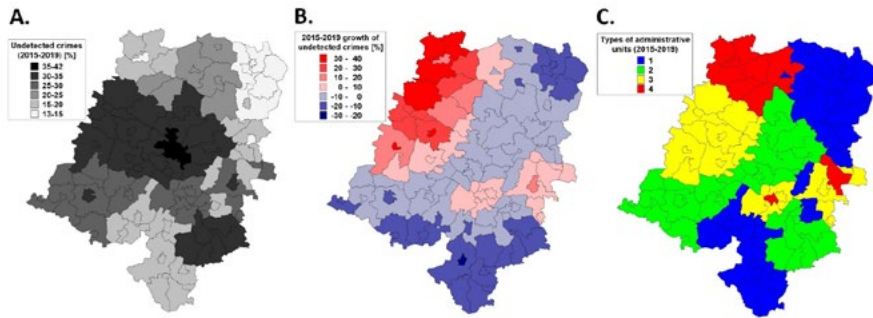 A.
Undetected crimes
(2015-2019) [%]
35-42
30-35
25-30
20-25
15-20
13-15
B.
2015-2019 growth of
undetected crimes [%]
30 - 40
20 - 30
10 - 20
0 - 10
-10 - 0
-20 - -10
-30 - -20
C.
Types of administrative
units (2015-2019)
1
2
3
4